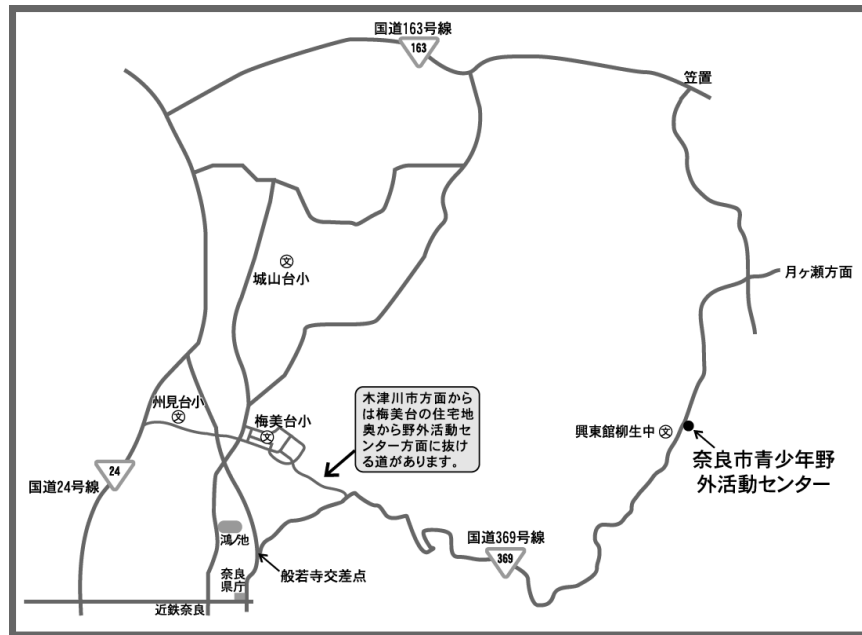 国道163号線
163
笠置
月ヶ瀬方面
城山台小
州見台小
梅美台小
木津川市方面から
は梅美台の住宅地
奥から野外活動セ
ンター方面に抜け
る道があります。
興東館柳生中
奈良市青少年野
外活動センター
24
国道24号線
鴻ノ池
国道369号線
369
般若寺交差点
奈良
県庁
近鉄奈良